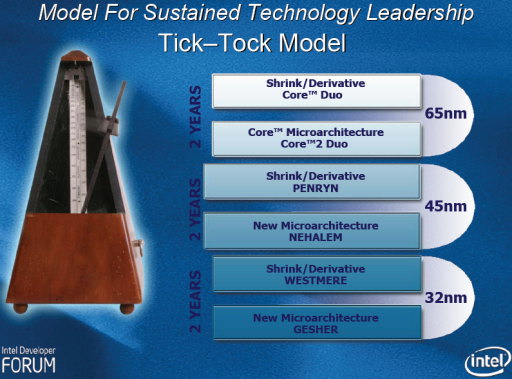 Model For Sustained Technology Leadership
Tick–Tock Model
2 YEARS
Shrink/Derivative
Core™ Duo
Core™ Microarchitecture
Core™2 Duo
65nm
2 YEARS
Shrink/Derivative
PENRYN
New Microarchitecture
NEHALEM
45nm
2 YEARS
Shrink/Derivative
WESTMERE
New Microarchitecture
GESHER
32nm
Intel Developer
FORUM
intel